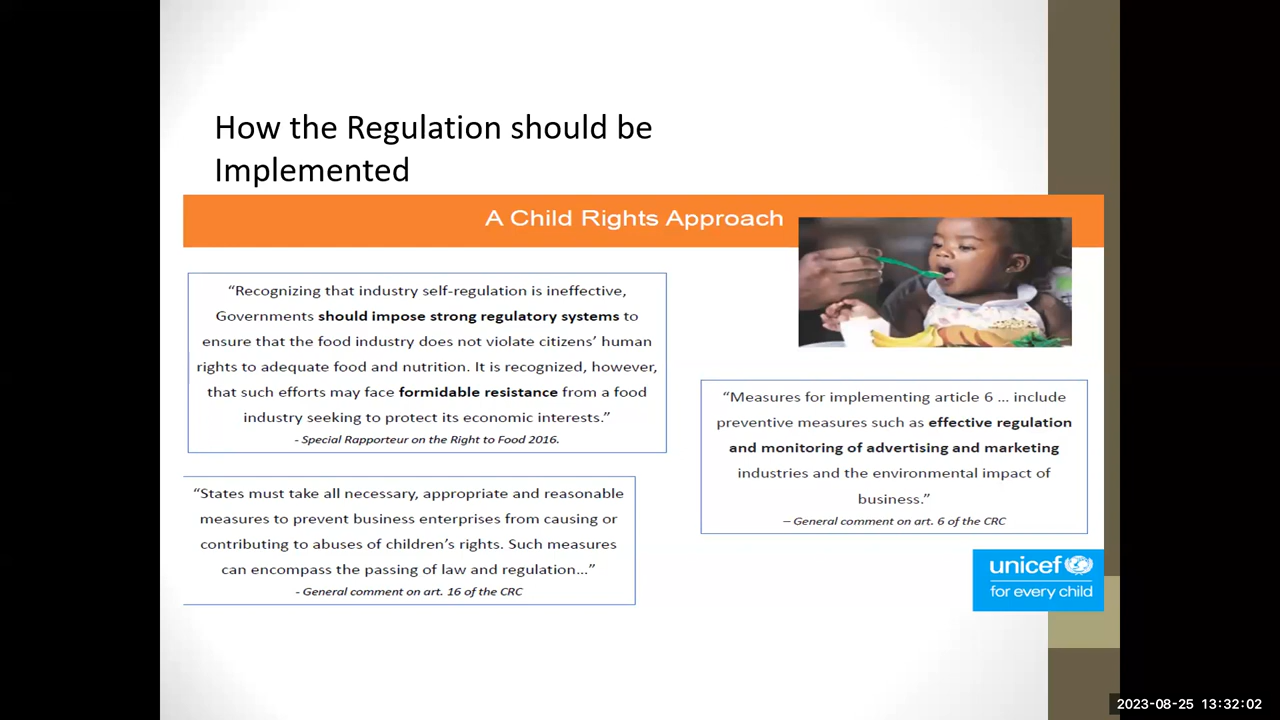 How the Regulation should be
Implemented
A Child Rights Approach
“Recognizing that industry self-regulation is ineffective,
Governments should impose strong regulatory systems to
ensure that the food industry does not violate citizens’ human
rights to adequate food and nutrition. It is recognized, however,
that such efforts may face formidable resistance from a food
industry seeking to protect its economic interests.”
- Special Rapporteur on the Right to Food 2016.
“States must take all necessary, appropriate and reasonable
measures to prevent business enterprises from causing or
contributing to abuses of children’s rights. Such measures
can encompass the passing of law and regulation…”
- General comment on art. 16 of the CRC
“Measures for implementing article 6 … include
preventive measures such as effective regulation
and monitoring of advertising and marketing
industries and the environmental impact of
business.”
– General comment on art. 6 of the CRC
unicef
for every child
2023-08-25 13:32:02